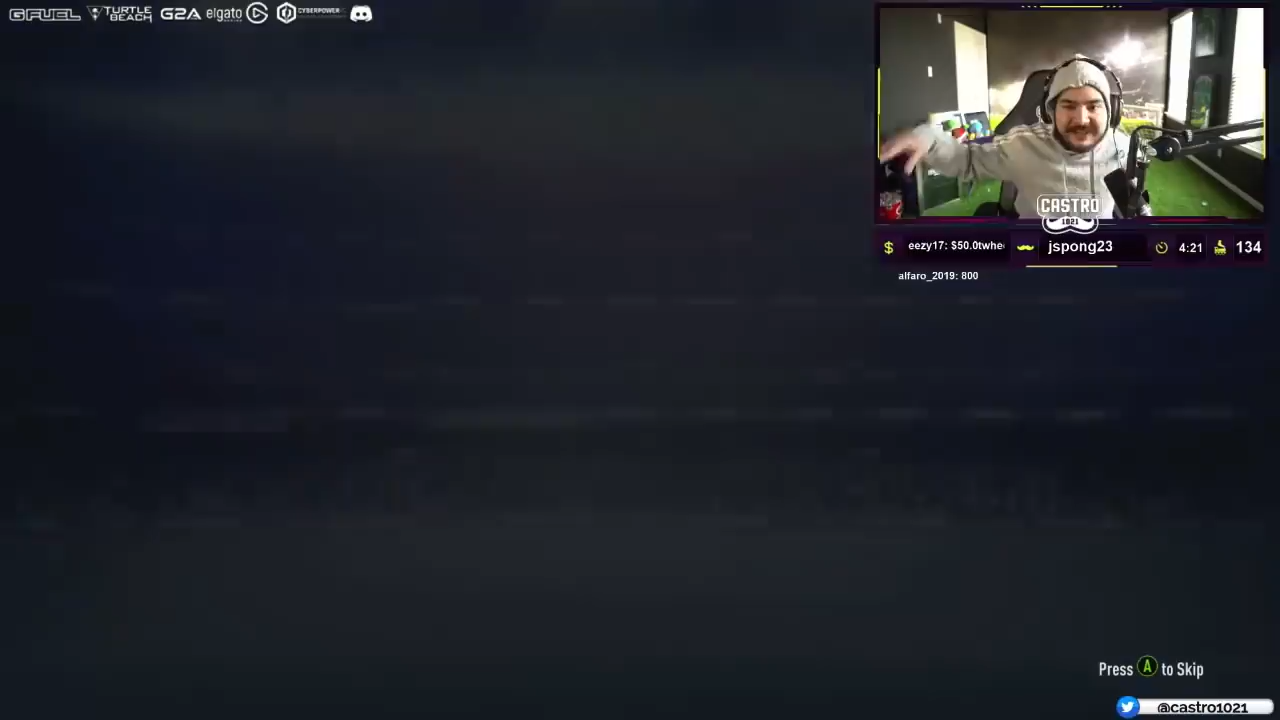 G FUEL TURTLE BEACH G2A elgato CYBERPOWER
CASTRO
1021
eezy17: $50.0twhe
jspong23
4:21
134
alfaro_2019: 800
Press A to Skip
@castro1021